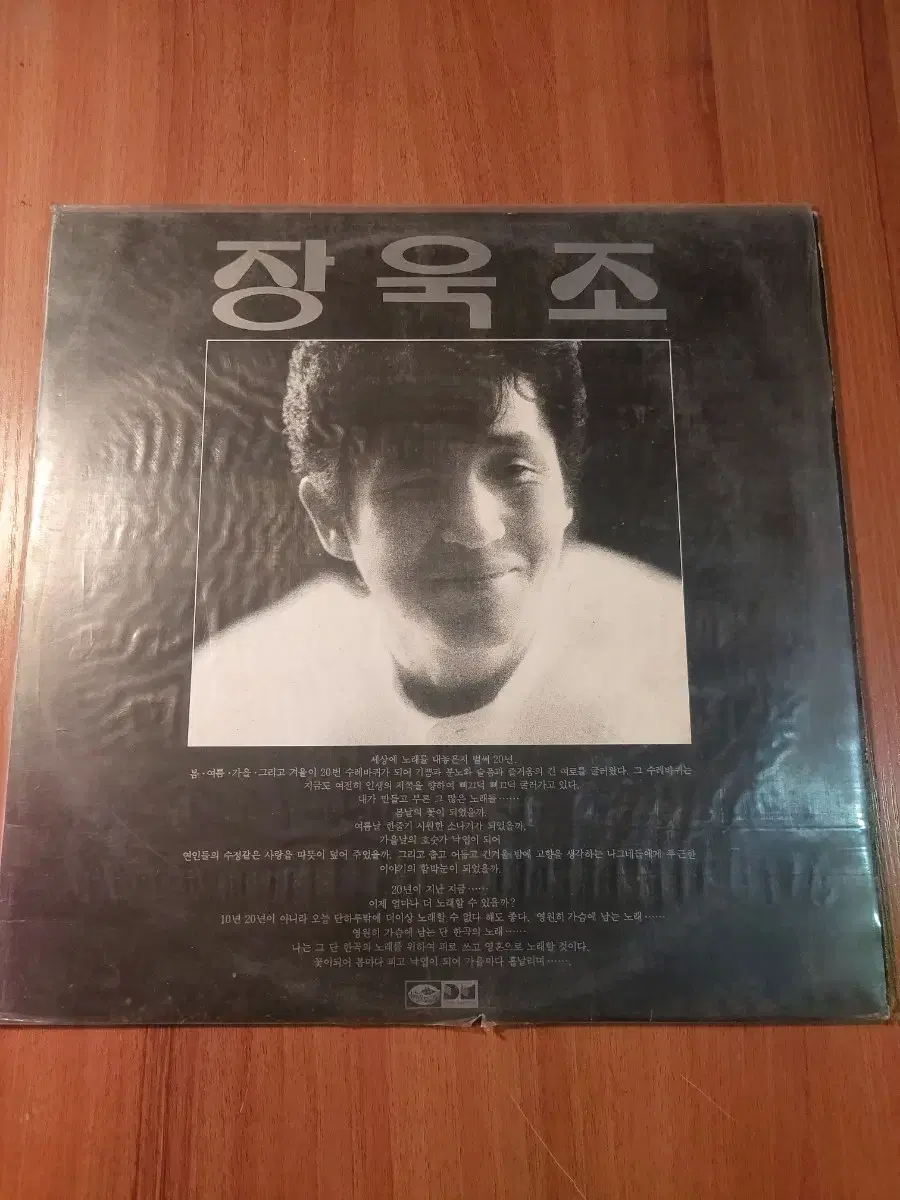 장욱조
세상에 노래를 내놓은지 벌써 20년.
봄·여름·가을·그리고 겨울이 20번 수레바퀴가 되어 기쁨과 분노와 슬픔과 즐거움의 긴 여로를 굴러왔다. 그 수레바퀴는
지금도 여전히 인생의 저쪽을 향하여 삐끄덕 삐끄덕 굴러가고 있다.
내가 만들고 부른 그 많은 노래들……
봄날의 꽃이 되었을까.
여름날 한줄기 시원한 소나기가 되었을까.
가을날의 호숫가 낙엽이 되어
연인들의 수정같은 사랑을 따뜻이 덮어 주었을까. 그리고 춥고 어둡고 긴겨울 밤에 고향을 생각하는 나그네들에게 푸근한
이야기의 함박눈이 되었을까.
20년이 지난 지금……
이제 얼마나 더 노래할 수 있을까?
10년 20년이 아니라 오늘 단하루밖에 더이상 노래할 수 없다 해도 좋다. 영원히 가슴에 남는 노래……
영원히 가슴에 남는 단 한곡의 노래……
나는 그 단 한곡의 노래를 위하여 피로 쓰고 영혼으로 노래할 것이다.
꽃이되어 봄마다 피고 낙엽이 되어 가을마다 흩날리며…….